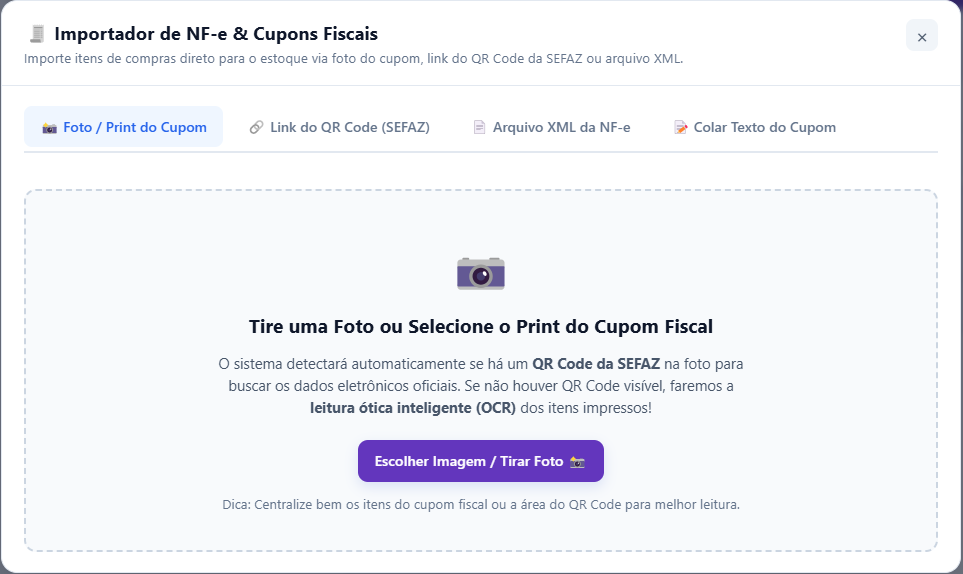 Importador de NF-e & Cupons Fiscais
Importe itens de compras direto para o estoque via foto do cupom, link do QR Code da SEFAZ ou arquivo XML.
Foto / Print do Cupom
Link do QR Code (SEFAZ)
Arquivo XML da NF-e
Colar Texto do Cupom
Tire uma Foto ou Selecione o Print do Cupom Fiscal
O sistema detectará automaticamente se há um QR Code da SEFAZ na foto para
buscar os dados eletrônicos oficiais. Se não houver QR Code visível, faremos a
leitura ótica inteligente (OCR) dos itens impressos!
Escolher Imagem / Tirar Foto
Dica: Centralize bem os itens do cupom fiscal ou a área do QR Code para melhor leitura.